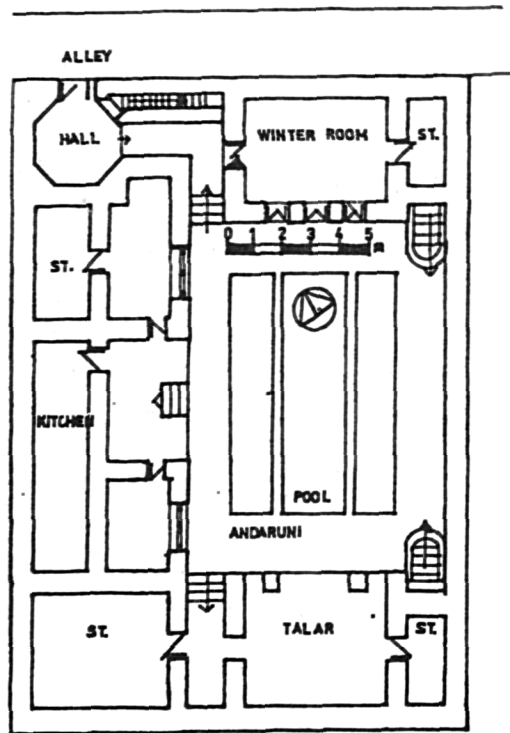 ALLEY
HALL
WINTER ROOM
ST.
0 1 2 3 4 5
ST.
m
KITCHEN
POOL
ANDARUNI
ST.
TALAR
ST.